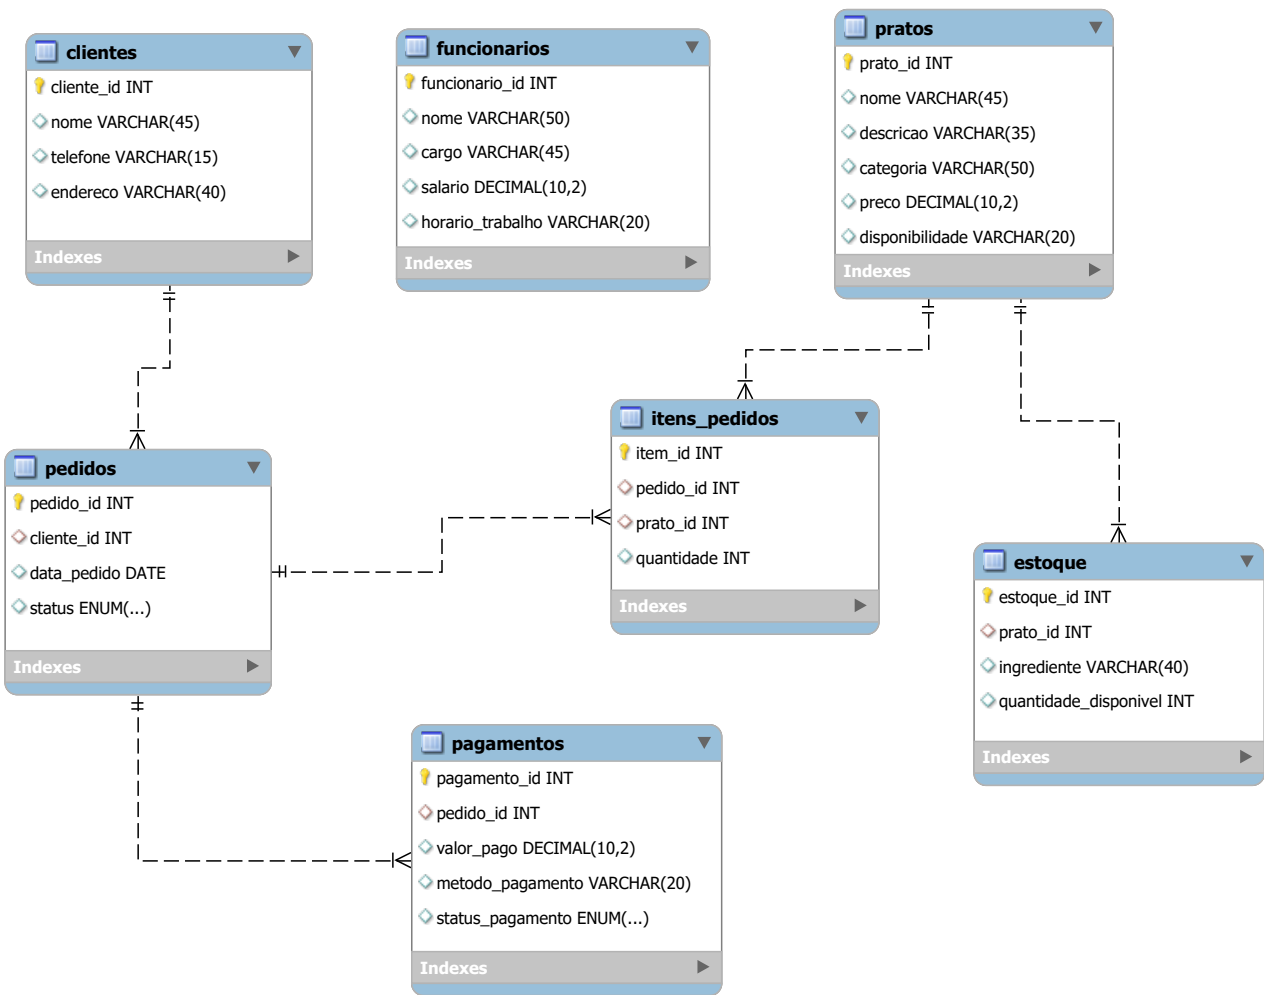 clientes
cliente_id INT
nome VARCHAR(45)
telefone VARCHAR(15)
endereco VARCHAR(40)
Indexes
funcionarios
funcionario_id INT
nome VARCHAR(50)
cargo VARCHAR(45)
salario DECIMAL(10,2)
horario_trabalho VARCHAR(20)
Indexes
pratos
prato_id INT
nome VARCHAR(45)
descricao VARCHAR(35)
categoria VARCHAR(50)
preco DECIMAL(10,2)
disponibilidade VARCHAR(20)
Indexes
pedidos
pedido_id INT
cliente_id INT
data_pedido DATE
status ENUM(...)
Indexes
itens_pedidos
item_id INT
pedido_id INT
prato_id INT
quantidade INT
Indexes
estoque
estoque_id INT
prato_id INT
ingrediente VARCHAR(40)
quantidade_disponivel INT
Indexes
pagamentos
pagamento_id INT
pedido_id INT
valor_pago DECIMAL(10,2)
metodo_pagamento VARCHAR(20)
status_pagamento ENUM(...)
Indexes